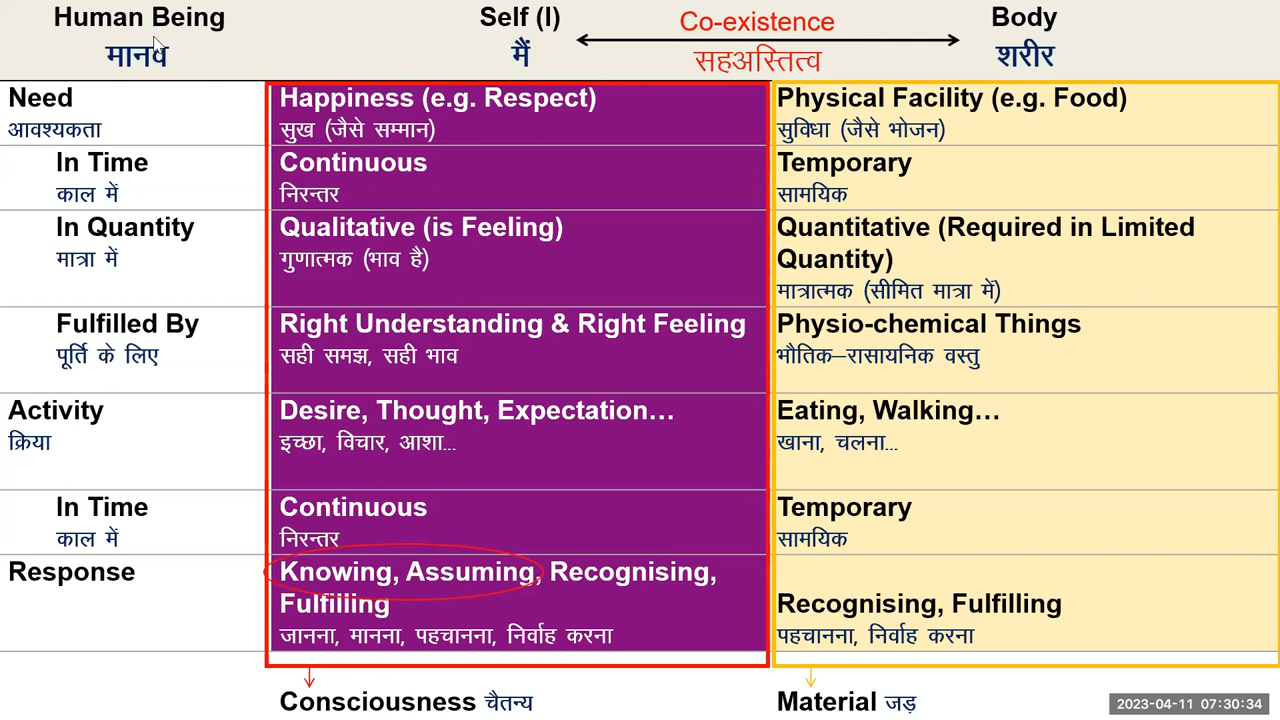 Human Being
Self (I)
Co-existence
Body
मानव
मैं
सहअस्तित्व
शरीर
Need
आवश्यकता
Happiness (e.g. Respect)
सुख (जैसे सम्मान)
Physical Facility (e.g. Food)
सुविधा (जैसे भोजन)
In Time
काल में
Continuous
निरन्तर
Temporary
सामयिक
In Quantity
मात्रा में
Qualitative (is Feeling)
गुणात्मक (भाव है)
Quantitative (Required in Limited
Quantity)
मात्रात्मक (सीमित मात्रा में)
Fulfilled By
पूर्ति के लिए
Right Understanding & Right Feeling
सही समझ, सही भाव
Physio-chemical Things
भौतिक–रासायनिक वस्तु
Activity
क्रिया
Desire, Thought, Expectation…
इच्छा, विचार, आशा...
Eating, Walking…
खाना, चलना...
In Time
काल में
Continuous
निरन्तर
Temporary
सामयिक
Response
Knowing, Assuming, Recognising,
Fulfilling
जानना, मानना, पहचानना, निर्वाह करना
Recognising, Fulfilling
पहचानना, निर्वाह करना
Consciousness चैतन्य
Material जड़
2023-04-11 07:30:34